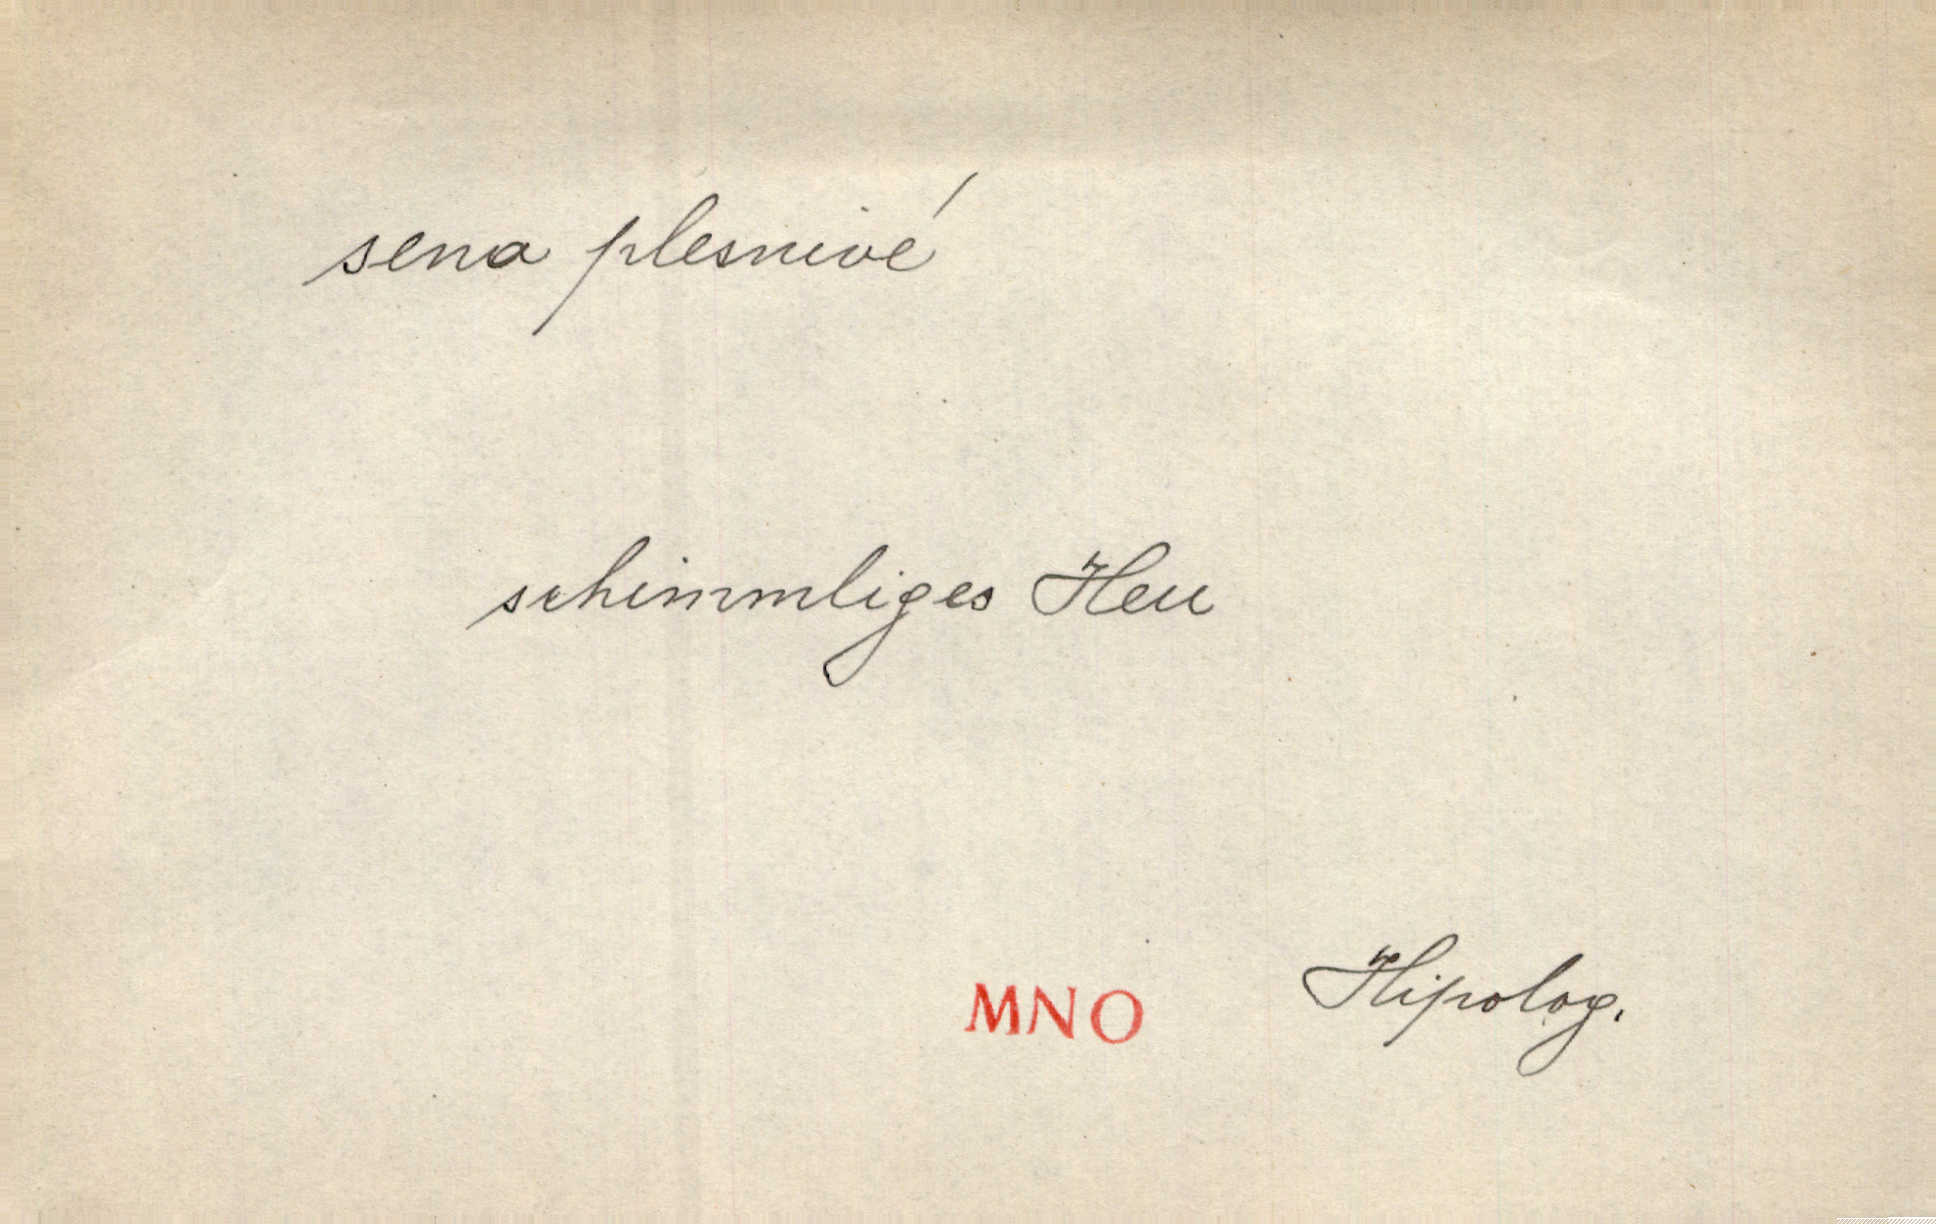 sena plesnivé
schimmliges Heu
MNO Hipolog.